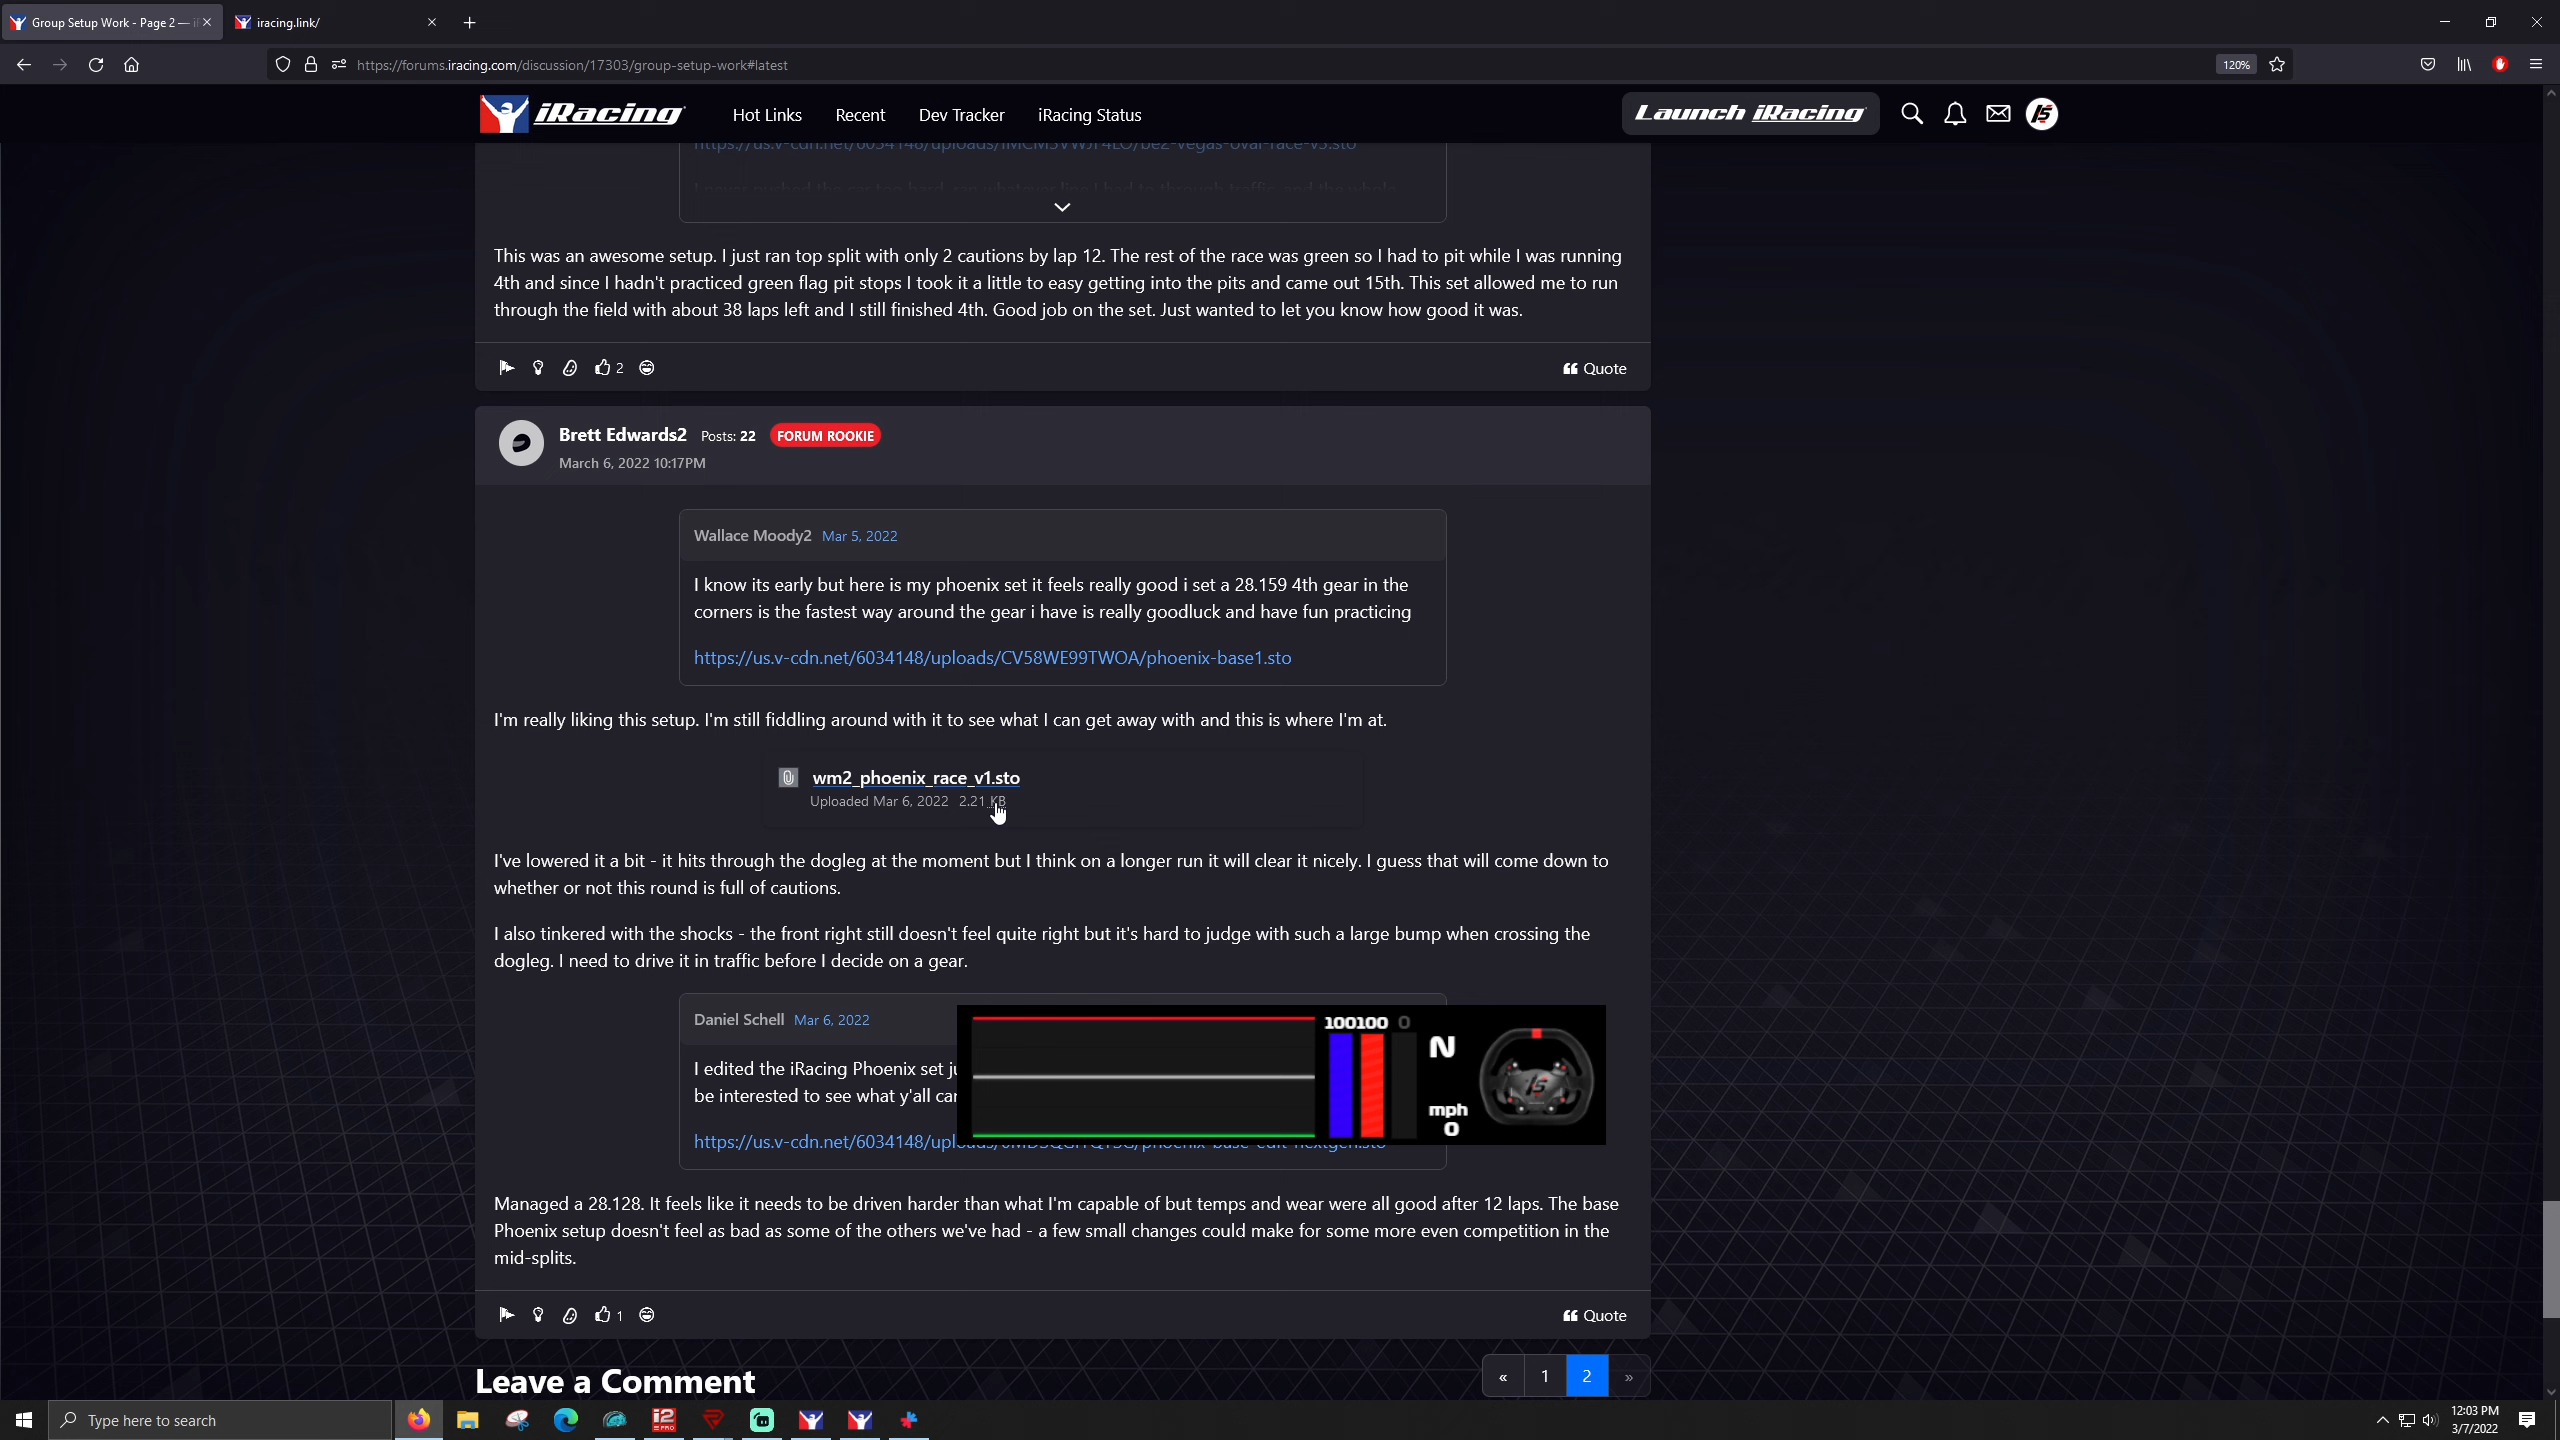 Group Setup Work - Page 2 — i
iracing.link/
https://forums.iracing.com/discussion/17303/group-setup-work#latest
120%
iRacing
Hot Links
Recent
Dev Tracker
iRacing Status
Launch iRacing
This was an awesome setup. I just ran top split with only 2 cautions by lap 12. The rest of the race was green so I had to pit while I was running
4th and since I hadn't practiced green flag pit stops I took it a little to easy getting into the pits and came out 15th. This set allowed me to run
through the field with about 38 laps left and I still finished 4th. Good job on the set. Just wanted to let you know how good it was.
2
Quote
Brett Edwards2 Posts: 22 FORUM ROOKIE
March 6, 2022 10:17PM
Wallace Moody2 Mar 5, 2022
I know its early but here is my phoenix set it feels really good i set a 28.159 4th gear in the
corners is the fastest way around the gear i have is really goodluck and have fun practicing
https://us.v-cdn.net/6034148/uploads/CV58WE99TWOA/phoenix-base1.sto
I'm really liking this setup. I'm still fiddling around with it to see what I can get away with and this is where I'm at.
wm2_phoenix_race_v1.sto
Uploaded Mar 6, 2022 2.21 KB
I've lowered it a bit - it hits through the dogleg at the moment but I think on a longer run it will clear it nicely. I guess that will come down to
whether or not this round is full of cautions.
I also tinkered with the shocks - the front right still doesn't feel quite right but it's hard to judge with such a large bump when crossing the
dogleg. I need to drive it in traffic before I decide on a gear.
Daniel Schell Mar 6, 2022
I edited the iRacing Phoenix set
be interested to see what y'all
https://us.v-cdn.net/6034148/upl
100 100 0
N
mph
0
Managed a 28.128. It feels like it needs to be driven harder than what I'm capable of but temps and wear were all good after 12 laps. The base
Phoenix setup doesn't feel as bad as some of the others we've had - a few small changes could make for some more even competition in the
mid-splits.
1
Quote
Leave a Comment
« 1 2 »
Type here to search
12:03 PM
3/7/2022